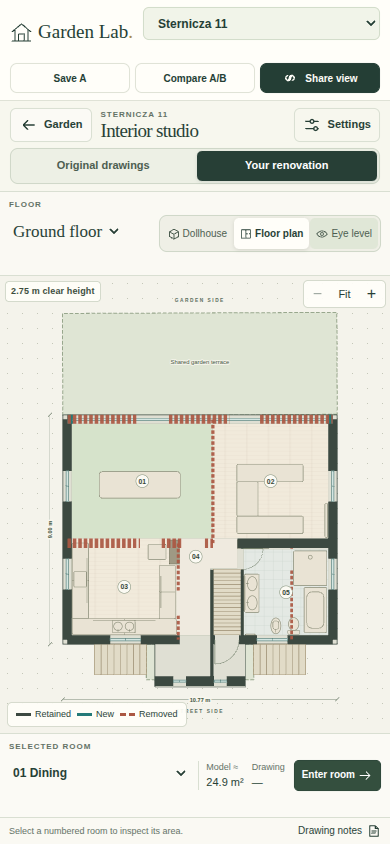 Garden Lab.
Sternicza 11
Save A
Compare A/B
Share view
Garden
STERNICZA 11
Interior studio
Settings
Original drawings
Your renovation
FLOOR
Ground floor
Dollhouse
Floor plan
Eye level
2.75 m clear height
GARDEN SIDE
− Fit +
Shared garden terrace
01
02
9.00 m
04
03
05
10.77 m
Retained
New
Removed
REET SIDE
SELECTED ROOM
01 Dining
Model ≈
24.9 m²
Drawing
—
Enter room →
Select a numbered room to inspect its area.
Drawing notes